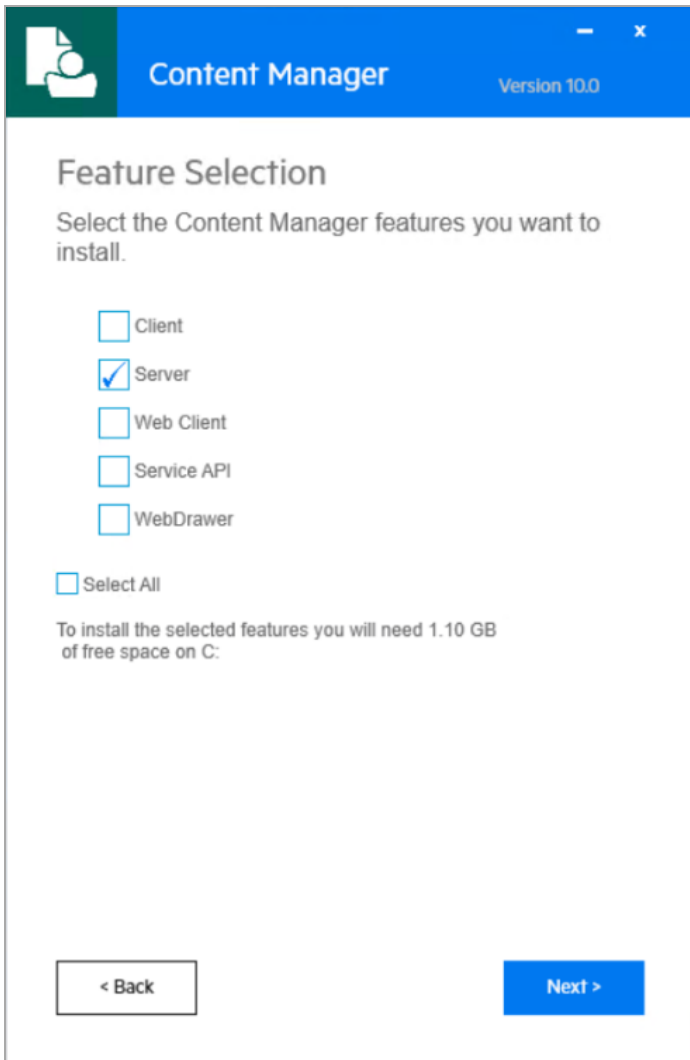 Content Manager
Version 10.0
Feature Selection
Select the Content Manager features you want to
install.
Client
Server
Web Client
Service API
WebDrawer
Select All
To install the selected features you will need 1.10 GB
of free space on C:
< Back
Next >